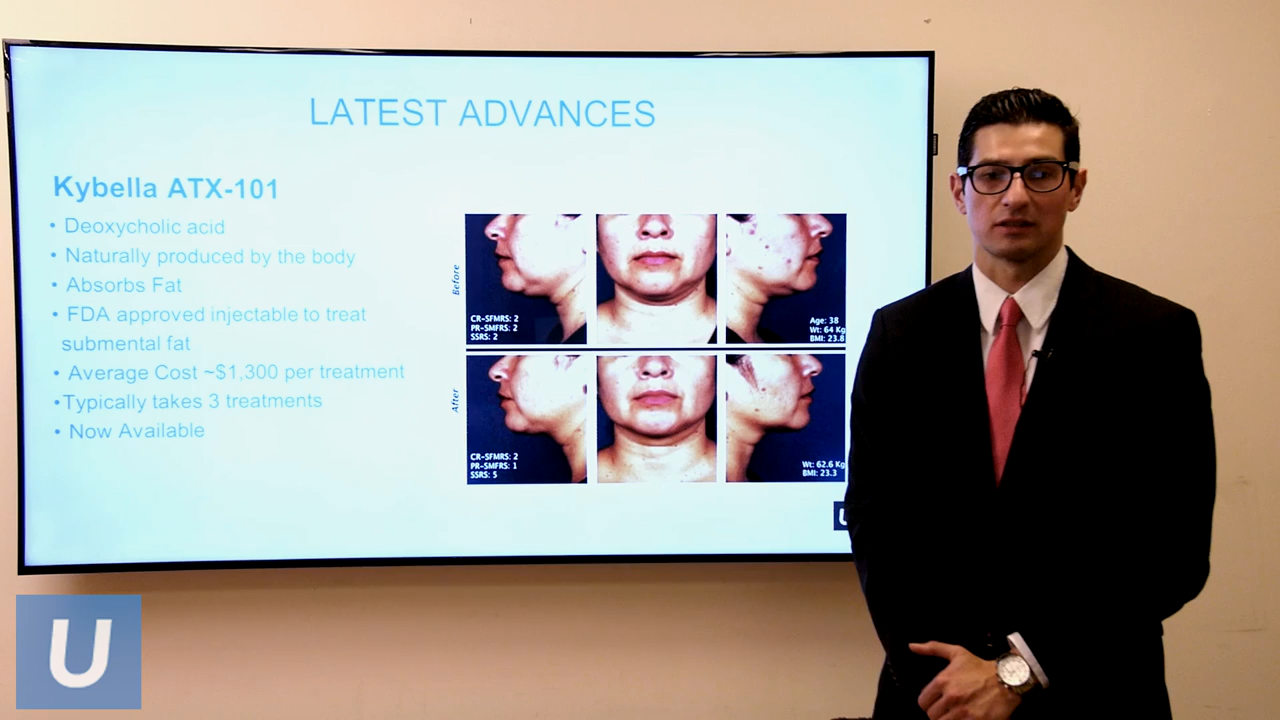 LATEST ADVANCES
Kybella ATX-101
• Deoxycholic acid
• Naturally produced by the body
• Absorbs Fat
• FDA approved injectable to treat
submental fat
• Average Cost ~$1,300 per treatment
•Typically takes 3 treatments
• Now Available
Before
CR-SFMRS: 2
PR-SMFRS: 2
SSRS: 2
Age: 38
Wt: 64 Kg
BMI: 23.8
After
CR-SFMRS: 2
PR-SMFRS: 1
SSRS: 5
Wt: 62.6 Kg
BMI: 23.3
U
U